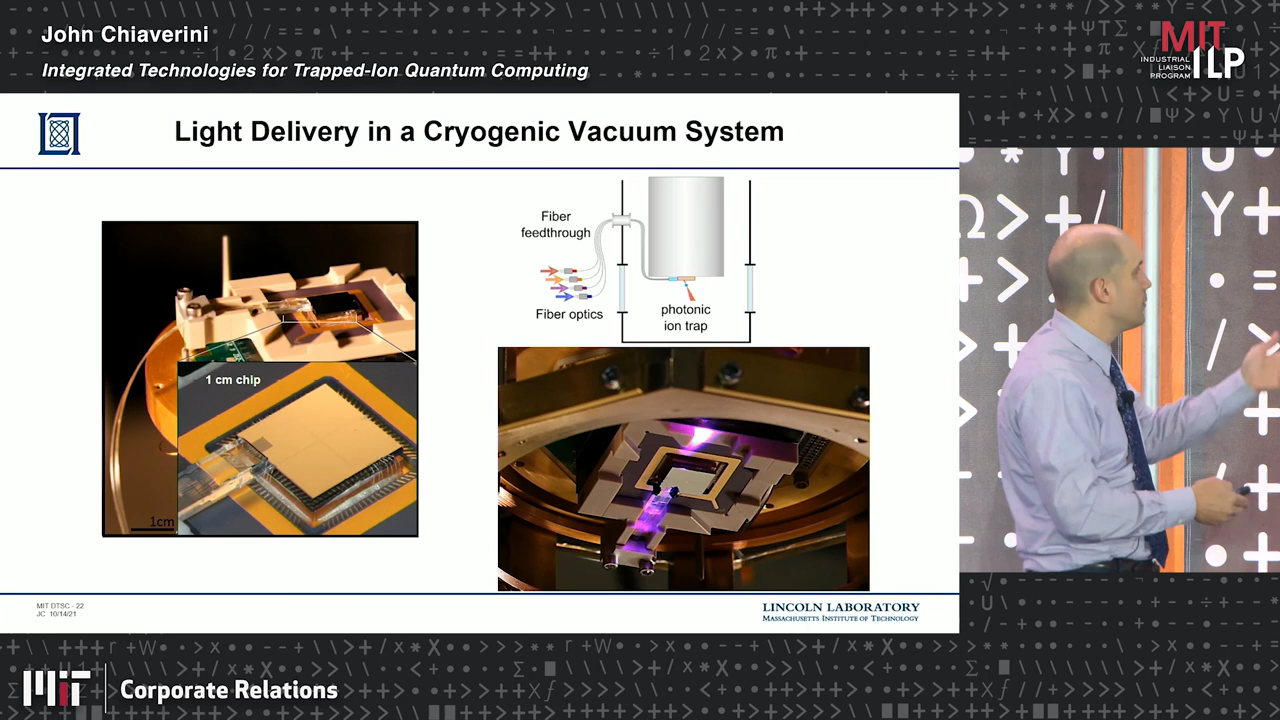 John Chiaverini
Integrated Technologies for Trapped-Ion Quantum Computing
MIT
INDUSTRIAL
LIAISON
PROGRAM
ILP
Light Delivery in a Cryogenic Vacuum System
1 cm chip
1cm
Fiber
feedthrough
Fiber optics
photonic
ion trap
MIT DTSC - 22
JC 10/14/21
LINCOLN LABORATORY
MASSACHUSETTS INSTITUTE OF TECHNOLOGY
MIT
Corporate Relations